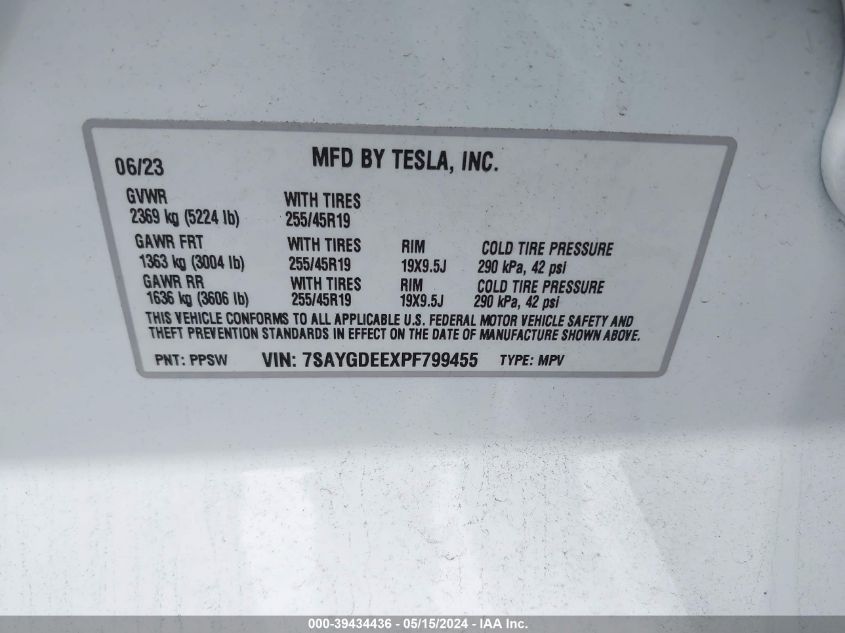 06/23 MFD BY TESLA, INC.
GVWR WITH TIRES
2369 kg (5224 lb) 255/45R19
GAWR FRT WITH TIRES RIM COLD TIRE PRESSURE
1363 kg (3004 lb) 255/45R19 19X9.5J 290 kPa, 42 psi
GAWR RR WITH TIRES RIM COLD TIRE PRESSURE
1636 kg (3606 lb) 255/45R19 19X9.5J 290 kPa, 42 psi
THIS VEHICLE CONFORMS TO ALL APPLICABLE U.S. FEDERAL MOTOR VEHICLE SAFETY AND
THEFT PREVENTION STANDARDS IN EFFECT ON THE DATE OF MANUFACTURE SHOWN ABOVE.
PNT: PPSW VIN: 7SAYGDEEXPF799455 TYPE: MPV
000-39434436 - 05/15/2024 - IAA Inc.